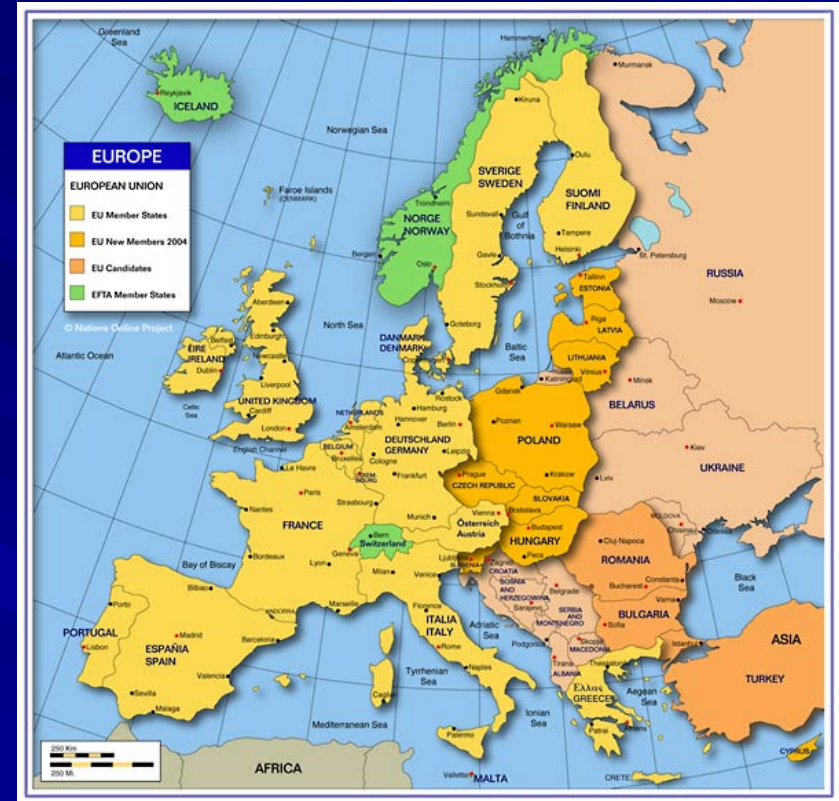 Greenland
Sea
Hammerfest
Murmansk
Reykjavik
ICELAND
Kiruna
Norwegian Sea
EUROPE
EUROPEAN UNION
EU Member States
EU New Members 2004
EU Candidates
EFTA Member States
© Nations Online Project
Faroe Islands
(DENMARK)
Oulu
SVERIGE
SWEDEN
SUOMI
FINLAND
Trondheim
NORGE
NORWAY
Sundsvall
Gulf
of
Bothnia
Tampere
Helsinki
Bergen
Oslo
Gavle
St. Petersburg
Stockholm
Tallinn
ESTONIA
RUSSIA
Moscow
Aberdeen
North Sea
Goteborg
Riga
LATVIA
Atlantic Ocean
Edinburgh
Belfast
ÉIRE
IRELAND
Dublin
Newcastle
DANMARK
DENMARK
Baltic
Sea
LITHUANIA
Vilnius
Kaliningrad
Minsk
BELARUS
Liverpool
Celtic
Sea
UNITED KINGDOM
Cardiff
London
English Channel
NETHERLANDS
Amsterdam
Rostock
Hamburg
Hannover
Berlin
Gdansk
Poznan
Warsaw
POLAND
BELGIUM
Bruxelles
DEUTSCHLAND
GERMANY
Leipzig
Cologne
Frankfurt
Le Havre
Paris
Prague
CZECH REPUBLIC
Krakow
Lviv
Kiev
UKRAINE
SLOVAKIA
Strasbourg
Nantes
FRANCE
Munich
Vienna
Österreich
Austria
Bratislava
Budapest
HUNGARY
Pecs
MOLDOVA
Chisinau
Bern
Switzerland
Geneva
Bay of Biscay
Bordeaux
Lyon
Milan
Venice
Zagreb
CROATIA
Cluj-Napoca
ROMANIA
Bucharest
Constanta
BOSNIA
AND
HERZEGOWINA
Sarajevo
Belgrade
SERBIA
AND
MONTENEGRO
Black
Sea
Bilbao
ANDORRA
Marseille
Florence
ITALIA
ITALY
Adriatic
Sea
Podgorica
Skopje
MACEDONIA
Sofia
BULGARIA
Varna
Porto
PORTUGAL
Lisbon
Madrid
ESPAÑIA
SPAIN
Barcelona
Valencia
Rome
Naples
Tirana
ALBANIA
Istanbul
ASIA
TURKEY
Tyrrhenian
Sea
Sevilla
Malaga
Ελλας
GREECE
Aegean
Sea
Mediterranean Sea
Palermo
Ionian
Sea
Patrai
Athens
250 Km
250 Mi.
AFRICA
Valletta
MALTA
CRETE
CYPRUS